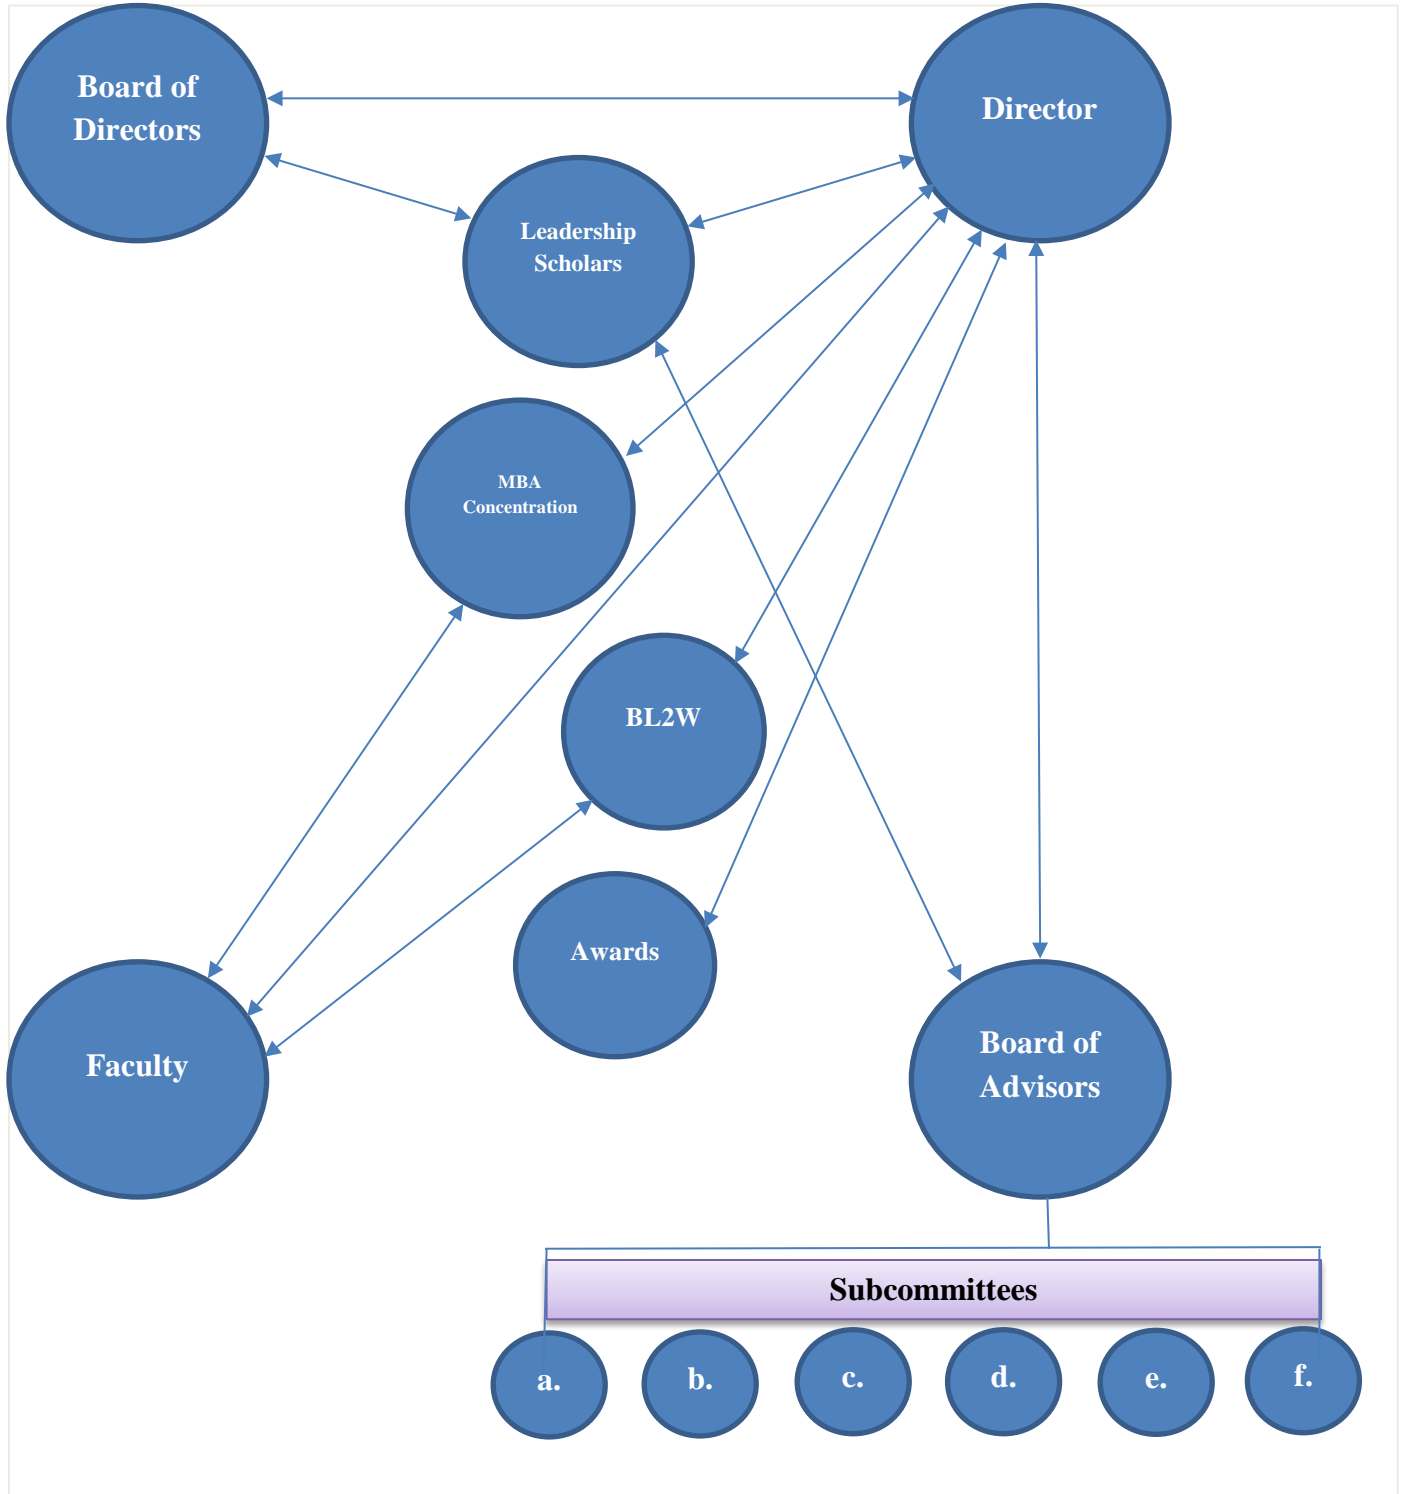 Board of
Directors
Director
Leadership
Scholars
MBA
Concentration
BL2W
Awards
Faculty
Board of
Advisors
Subcommittees
a.
b.
c.
d.
e.
f.